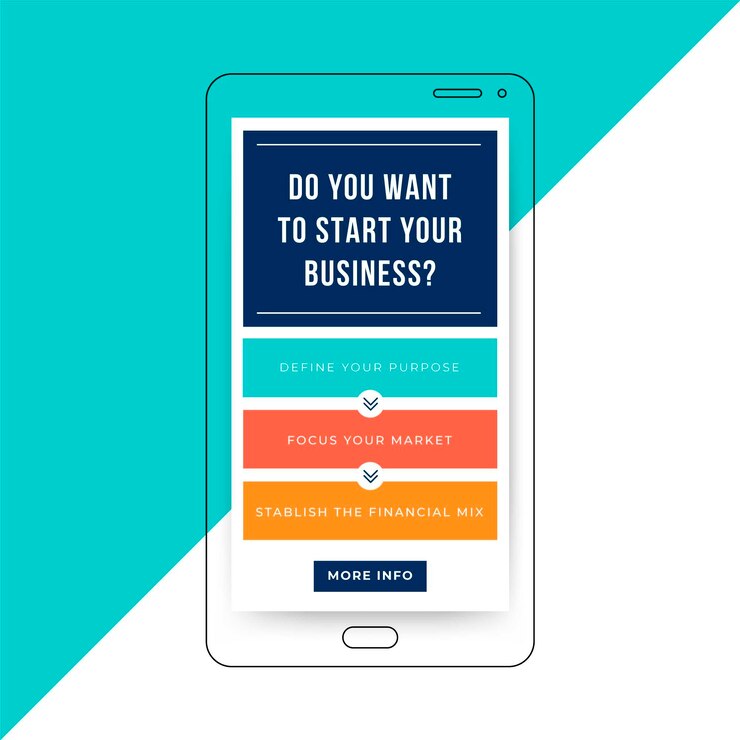 DO YOU WANT
TO START YOUR
BUSINESS?
DEFINE YOUR PURPOSE
FOCUS YOUR MARKET
STABLISH THE FINANCIAL MIX
MORE INFO